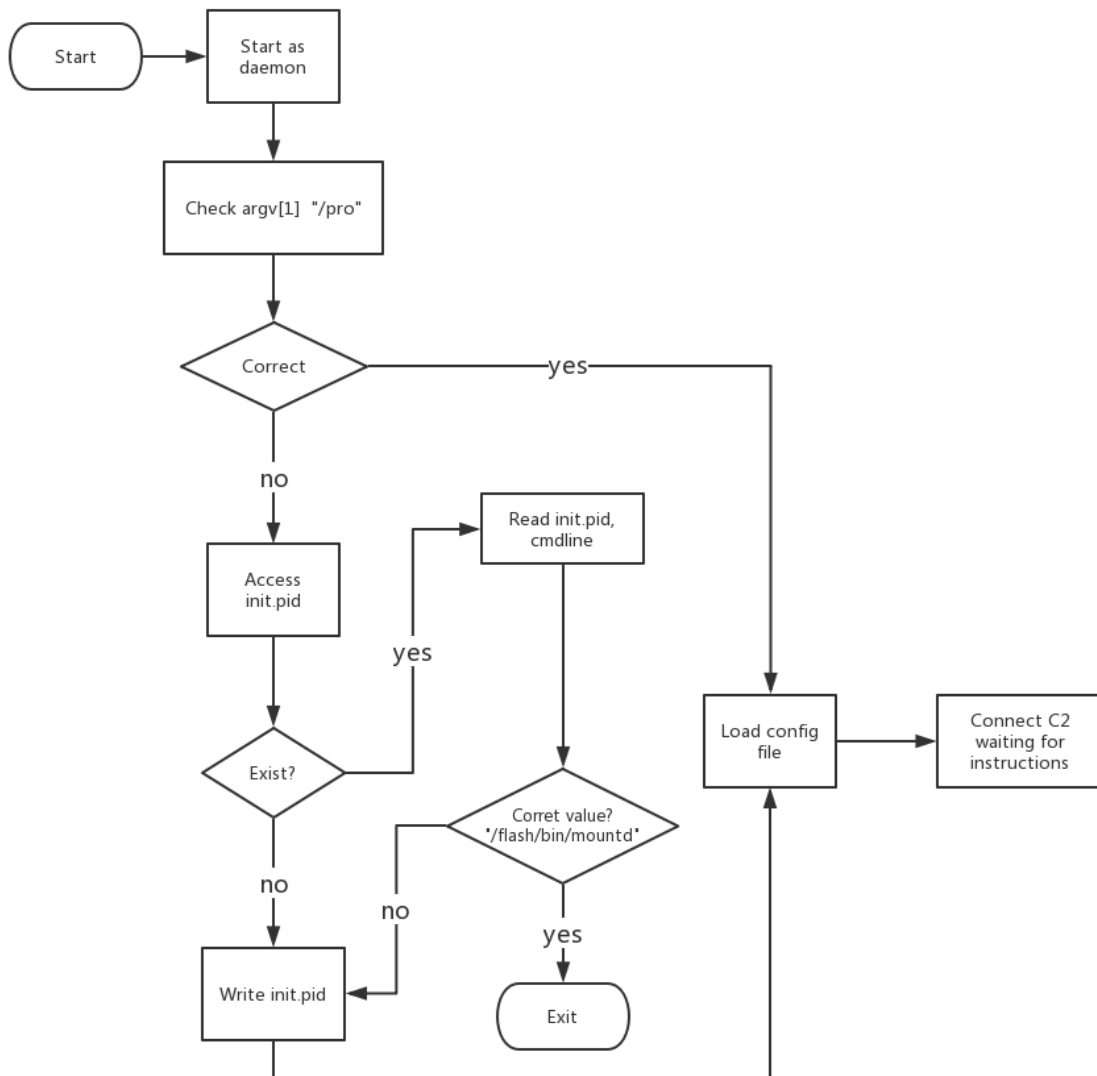 Start
Start as
daemon
Check argv[1]  "/pro"
Correct
yes
no
Read init.pid,
cmdline
Access
init.pid
yes
Load config
file
Connect C2
waiting for
instructions
Exist?
Corret value?
"/flash/bin/mountd"
no
no
yes
Write init.pid
Exit